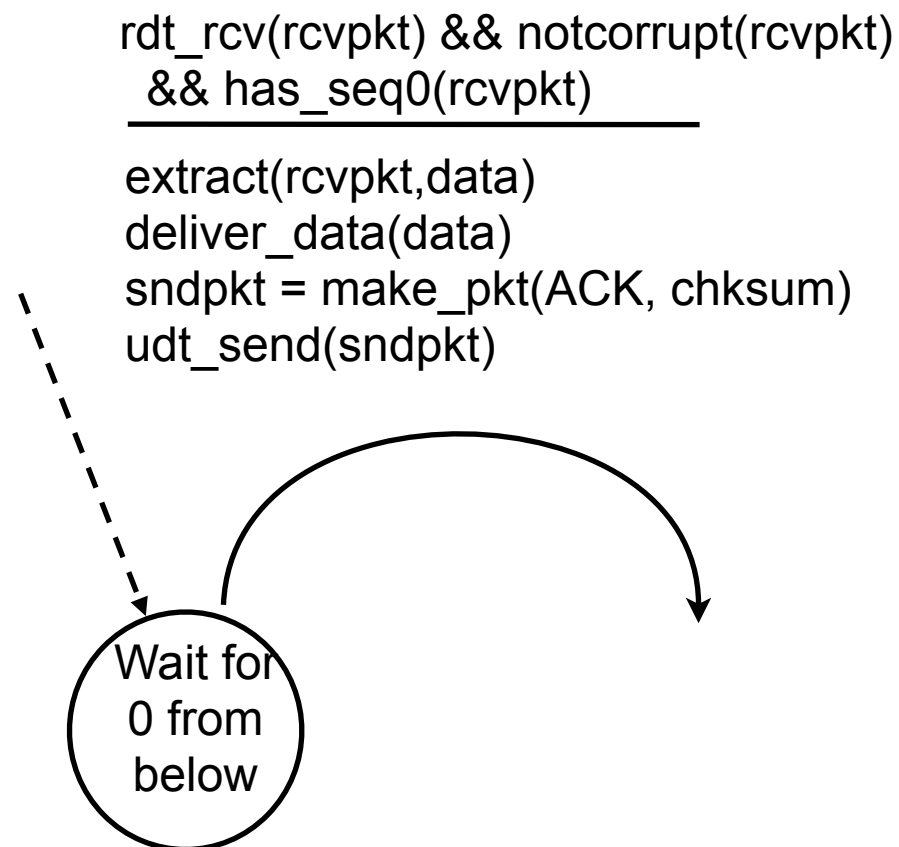 rdt_rcv(rcvpkt) && notcorrupt(rcvpkt)
&& has_seq0(rcvpkt)
extract(rcvpkt,data)
deliver_data(data)
sndpkt = make_pkt(ACK, chksum)
udt_send(sndpkt)
Wait for
0 from
below